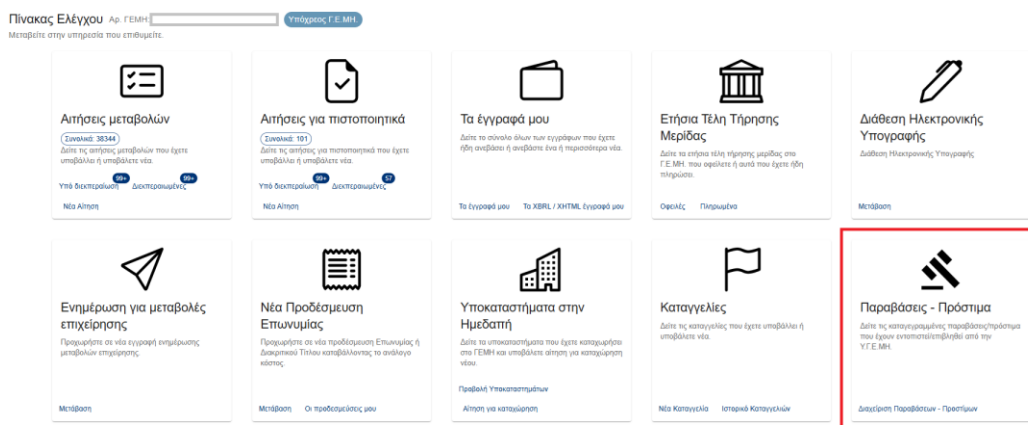 Πίνακας Ελέγχου Αρ. ΓΕΜΗ: Υπόχρεος Γ.Ε.ΜΗ.
Μεταβείτε στην υπηρεσία που επιθυμείτε.
Αιτήσεις μεταβολών
Συνολικά: 38344
Δείτε τις αιτήσεις μεταβολών που έχετε
υποβάλλει ή υποβάλετε νέα.
99+ 99+
Υπό διεκπεραίωση Διεκπεραιωμένες
Νέα Αίτηση
Αιτήσεις για πιστοποιητικά
Συνολικά: 101
Δείτε τις αιτήσεις για πιστοποιητικά που έχετε
υποβάλλει ή υποβάλετε νέα.
99+ 57
Υπό διεκπεραίωση Διεκπεραιωμένες
Νέα Αίτηση
Τα έγγραφά μου
Δείτε το σύνολο όλων των εγγράφων που έχετε
ήδη ανεβάσει ή ανεβάστε ένα ή περισσότερα νέα.
Τα έγγραφά μου Τα XBRL / XHTML έγγραφά μου
Ετήσια Τέλη Τήρησης
Μερίδας
Δείτε τα ετήσια τέλη τήρησης μερίδας στο
Γ.Ε.ΜΗ. που οφείλετε ή αυτά που έχετε ήδη
πληρώσει.
Οφειλές Πληρωμένα
Διάθεση Ηλεκτρονικής
Υπογραφής
Διάθεση Ηλεκτρονικής Υπογραφής
Μετάβαση
Ενημέρωση για μεταβολές
επιχείρησης
Προχωρήστε σε νέα εγγραφή ενημέρωσης
μεταβολών επιχείρησης.
Μετάβαση
Νέα Προδέσμευση
Επωνυμίας
Προχωρήστε σε νέα προδέσμευση Επωνυμίας ή
Διακριτικού Τίτλου καταβάλλοντας το ανάλογο
κόστος.
Μετάβαση Οι προδεσμεύσεις μου
Υποκαταστήματα στην
Ημεδαπή
Δείτε τα υποκαταστήματα που έχετε καταχωρήσει
στο ΓΕΜΗ και υποβάλετε αίτηση για καταχώρηση
νέου.
Προβολή Υποκαταστημάτων
Αίτηση για καταχώρηση
Καταγγελίες
Δείτε τις καταγγελίες που έχετε υποβάλλει ή
υποβάλετε νέα.
Νέα Καταγγελία Ιστορικό Καταγγελιών
Παραβάσεις - Πρόστιμα
Δείτε τις καταγεγραμμένες παραβάσεις/πρόστιμα
που έχουν εντοπιστεί/επιβληθεί από την
Υ.Γ.Ε.ΜΗ.
Διαχείριση Παραβάσεων - Προστίμων